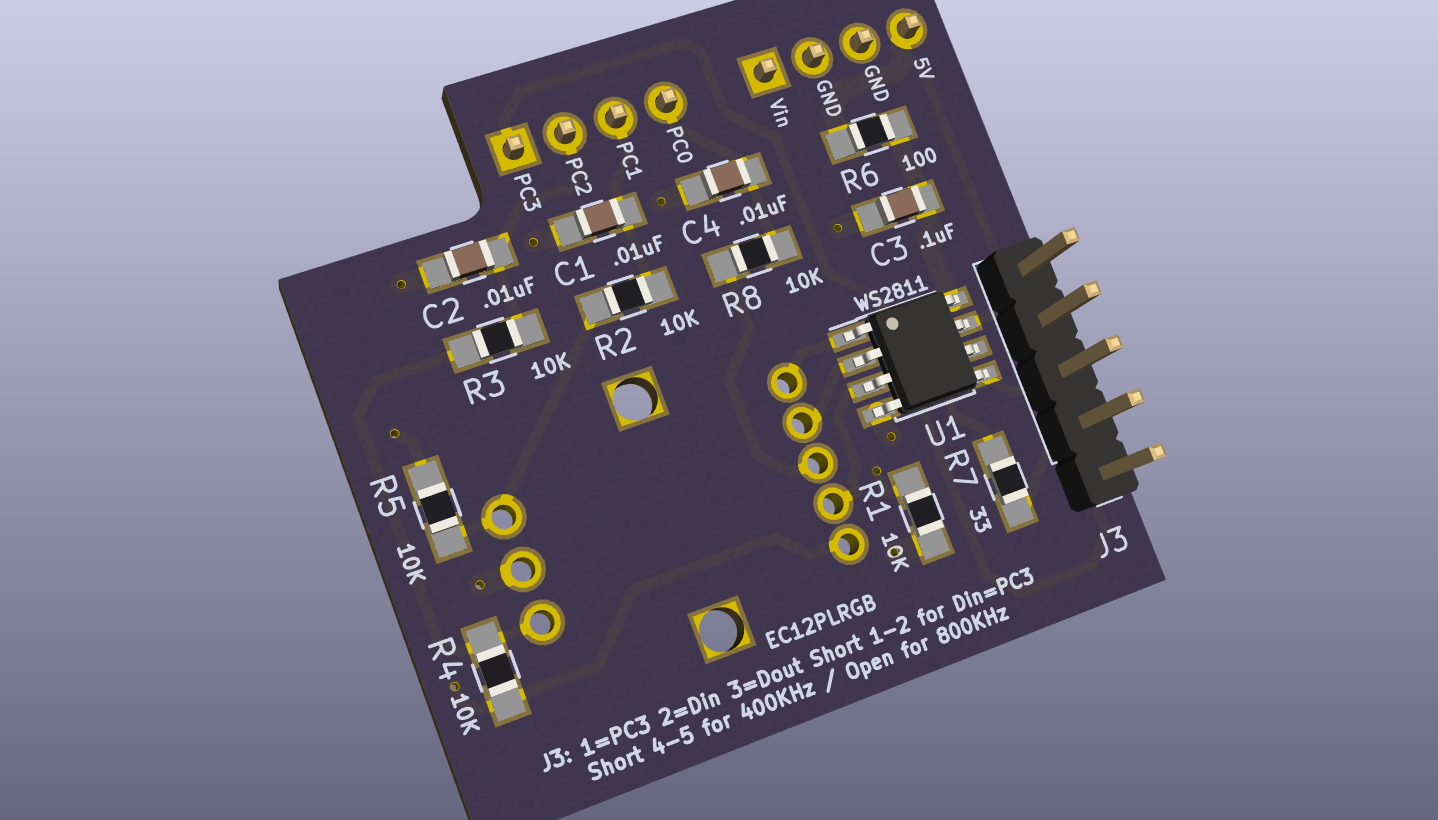 5V
GND
GND
Vin
PC0
PC1
PC2
PC3
R6
100
C4
.01uF
C3
.1uF
C1
.01uF
C2
.01uF
R8
10K
R2
10K
R3
10K
WS2811
U1
R7
33
R1
10K
R5
10K
R4
10K
J3
EC12PLRGB
J3: 1=PC3 2=Din 3=Dout Short 1-2 for Din=PC3
Short 4-5 for 400KHz / Open for 800KHz